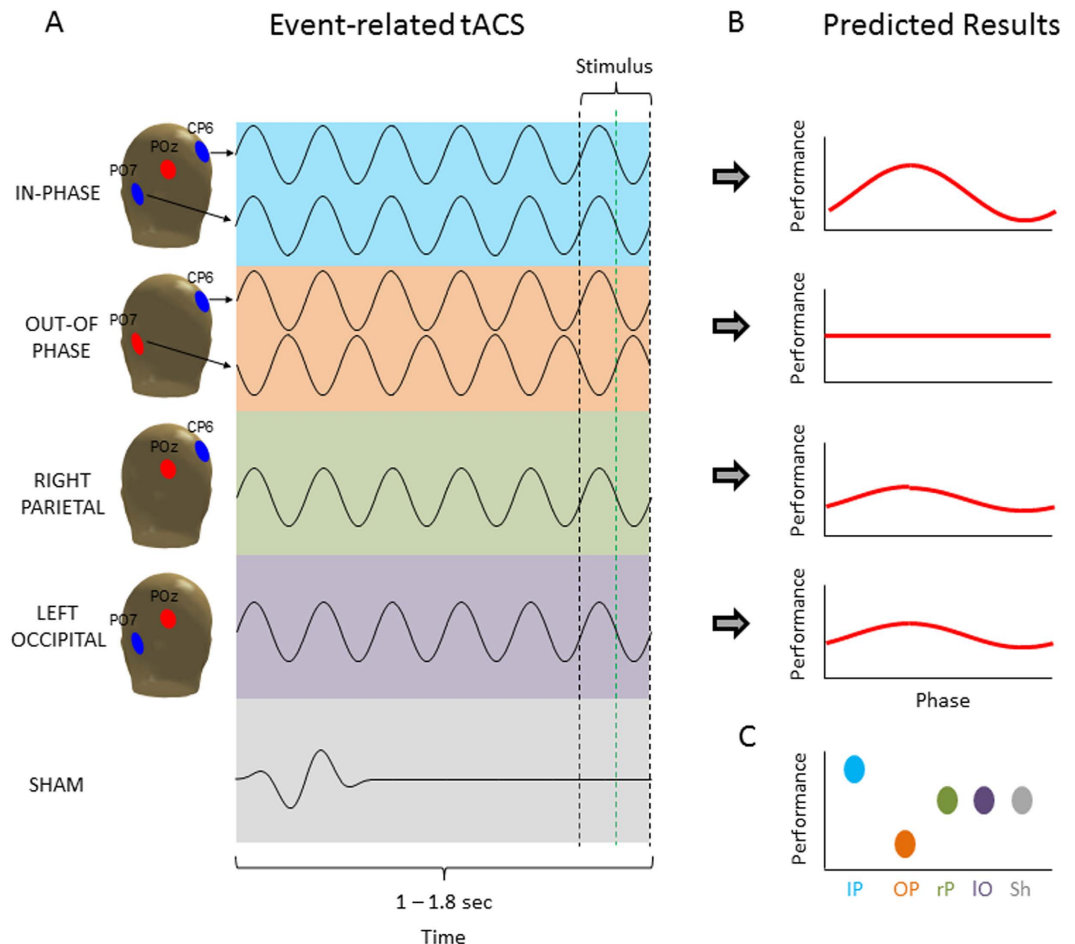 A
Event-related tACS
B
Predicted Results
Stimulus
IN-PHASE
CP6
POz
PO7
Performance
OUT-OF
PHASE
CP6
PO7
Performance
RIGHT
PARIETAL
CP6
POz
Performance
LEFT
OCCIPITAL
POz
PO7
Performance
Phase
SHAM
1 – 1.8 sec
Time
C
Performance
IP
OP
rP
lO
Sh